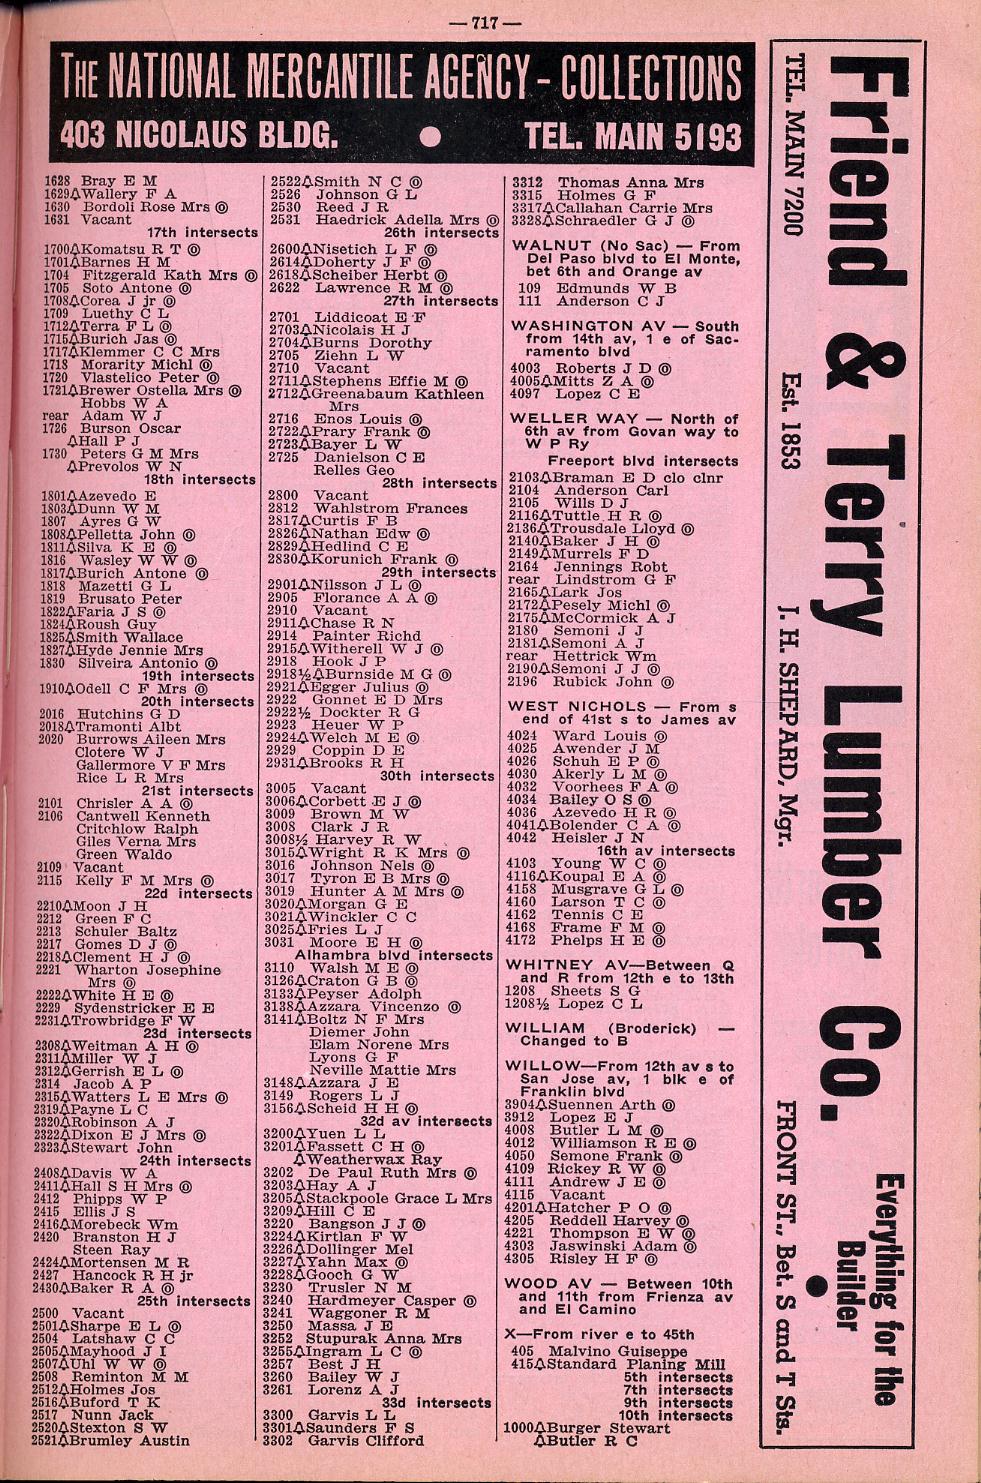 — 717 —
THE NATIONAL MERCANTILE AGENCY - COLLECTIONS
403 NICOLAUS BLDG. ● TEL. MAIN 5193
1628 Bray E M
1629△Wallery F A
1630 Bordoli Rose Mrs ⊚
1631 Vacant
17th intersects
1700△Komatsu R T ⊚
1701△Barnes H M
1704 Fitzgerald Kath Mrs ⊚
1705 Soto Antone ⊚
1708△Corea J jr ⊚
1709 Luethy C L
1712△Terra F L ⊚
1715△Burich Jas ⊚
1717△Klemmer C C Mrs
1718 Morarity Michl ⊚
1720 Vlastelico Peter ⊚
1721△Brewer Ostella Mrs ⊚
Hobbs W A
rear Adam W J
1726 Burson Oscar
△Hall P J
1730 Peters G M Mrs
△Prevolos W N
18th intersects
1801△Azevedo E
1803△Dunn W M
1807 Ayres G W
1808△Pelletta John ⊚
1811△Silva K E ⊚
1816 Wasley W W ⊚
1817△Burich Antone ⊚
1818 Mazetti G L
1819 Brusato Peter
1822△Faria J S ⊚
1824△Roush Guy
1825△Smith Wallace
1827△Hyde Jennie Mrs
1830 Silveira Antonio ⊚
19th intersects
1910△Odell C F Mrs ⊚
20th intersects
2016 Hutchins G D
2018△Tramonti Albt
2020 Burrows Aileen Mrs
Clotere W J
Gallermore V F Mrs
Rice L R Mrs
21st intersects
2101 Chrisler A A ⊚
2106 Cantwell Kenneth
Critchlow Ralph
Giles Verna Mrs
Green Waldo
2109 Vacant
2115 Kelly F M Mrs ⊚
22d intersects
2210△Moon J H
2212 Green F C
2213 Schuler Baltz
2217 Gomes D J ⊚
2218△Clement H J ⊚
2221 Wharton Josephine
Mrs ⊚
2222△White H E ⊚
2229 Sydenstricker E E
2231△Trowbridge F W
23d intersects
2308△Weitman A H ⊚
2311△Miller W J
2312△Gerrish E L ⊚
2314 Jacob A P
2315△Watters L E Mrs ⊚
2319△Payne L C
2320△Robinson A J
2322△Dixon E J Mrs ⊚
2323△Stewart John
24th intersects
2408△Davis W A
2411△Hall S H Mrs ⊚
2412 Phipps W P
2415 Ellis J S
2416△Morebeck Wm
2420 Branston H J
Steen Ray
2424△Mortensen M R
2427 Hancock R H jr
2430△Baker R A ⊚
25th intersects
2500 Vacant
2501△Sharpe E L ⊚
2504 Latshaw C C
2505△Mayhood J I
2507△Uhl W W ⊚
2508 Reminton M M
2512△Holmes Jos
2516△Buford T K
2517 Nunn Jack
2520△Stexton S W
2521△Brumley Austin
2522△Smith N C ⊚
2526 Johnson G L
2530 Reed J R
2531 Haedrick Adella Mrs ⊚
26th intersects
2600△Nisetich L F ⊚
2614△Doherty J F ⊚
2618△Scheiber Herbt ⊚
2622 Lawrence R M ⊚
27th intersects
2701 Liddicoat E F
2703△Nicolais H J
2704△Burns Dorothy
2705 Ziehn L W
2710 Vacant
2711△Stephens Effie M ⊚
2712△Greenabaum Kathleen
Mrs
2716 Enos Louis ⊚
2722△Prary Frank ⊚
2723△Bayer L W
2725 Danielson C E
Relles Geo
28th intersects
2800 Vacant
2812 Wahlstrom Frances
2817△Curtis F B
2826△Nathan Edw ⊚
2829△Hedlind C E
2830△Korunich Frank ⊚
29th intersects
2901△Nilsson J L ⊚
2905 Florance A A ⊚
2910 Vacant
2911△Chase R N
2914 Painter Richd
2915△Witherell W J ⊚
2918 Hook J P
2918½△Burnside M G ⊚
2921△Egger Julius ⊚
2922 Gonnet E D Mrs
2922½ Dockter R G
2923 Heuer W P
2924△Welch M E ⊚
2929 Coppin D E
2931△Brooks R H
30th intersects
3005 Vacant
3006△Corbett E J ⊚
3009 Brown M W
3008 Clark J R
3008½ Harvey R W
3015△Wright R K Mrs ⊚
3016 Johnson Nels ⊚
3017 Tyron E B Mrs ⊚
3019 Hunter A M Mrs ⊚
3020△Morgan G E
3021△Winckler C C
3025△Fries L J
3031 Moore E H ⊚
Alhambra blvd intersects
3110 Walsh M E ⊚
3126△Craton G B ⊚
3133△Peyser Adolph
3138△Azzara Vincenzo ⊚
3141△Boltz N F Mrs
Diemer John
Elam Norene Mrs
Lyons G F
Neville Mattie Mrs
3148△Azzara J E
3149 Rogers L J
3156△Scheid H H ⊚
32d av intersects
3200△Yuen L L
3201△Fassett C H ⊚
△Weatherwax Ray
3202 De Paul Ruth Mrs ⊚
3203△Hay A J
3205△Stackpoole Grace L Mrs
3209△Hill C E
3220 Bangson J J ⊚
3224△Kirtlan F W
3226△Dollinger Mel
3227△Yahn Max ⊚
3228△Gooch G W
3230 Trusler N M
3240 Hardmeyer Casper ⊚
3241 Waggoner R M
3250 Massa J E
3252 Stupurak Anna Mrs
3255△Ingram L C ⊚
3257 Best J H
3260 Bailey W J
3261 Lorenz A J
33d intersects
3300 Garvis L L
3301△Saunders F S
3302 Garvis Clifford
3312 Thomas Anna Mrs
3315 Holmes G F
3317△Callahan Carrie Mrs
3328△Schraedler G J ⊚
WALNUT (No Sac) — From
Del Paso blvd to El Monte,
bet 6th and Orange av
109 Edmunds W B
111 Anderson C J
WASHINGTON AV — South
from 14th av, 1 e of Sac-
ramento blvd
4003 Roberts J D ⊚
4005△Mitts Z A ⊚
4097 Lopez C E
WELLER WAY — North of
6th av from Govan way to
W P Ry
Freeport blvd intersects
2103△Braman E D clo clnr
2104 Anderson Carl
2105 Wills D J
2116△Tuttle H R ⊚
2136△Trousdale Lloyd ⊚
2140△Baker J H ⊚
2149△Murrels F D
2164 Jennings Robt
rear Lindstrom G F
2165△Lark Jos
2172△Pesely Michl ⊚
2175△McCormick A J
2180 Semoni J J
2181△Semoni A J
rear Hettrick Wm
2190△Semoni J J ⊚
2196 Rubick John ⊚
WEST NICHOLS — From s
end of 41st s to James av
4024 Ward Louis ⊚
4025 Awender J M
4026 Schuh E P ⊚
4030 Akerly L M ⊚
4032 Voorhees F A ⊚
4034 Bailey O S ⊚
4036 Azevedo H R ⊚
4041△Bolender C A ⊚
4042 Heisler J N
16th av intersects
4103 Young W C ⊚
4116△Koupal E A ⊚
4158 Musgrave G L ⊚
4160 Larson T C ⊚
4162 Tennis C E
4168 Frame F M ⊚
4172 Phelps H E ⊚
WHITNEY AV—Between Q
and R from 12th e to 13th
1208 Sheets S G
1208½ Lopez C L
WILLIAM (Broderick) —
Changed to B
WILLOW—From 12th av s to
San Jose av, 1 blk e of
Franklin blvd
3904△Suennen Arth ⊚
3912 Lopez E J
4008 Butler L M ⊚
4012 Williamson R E ⊚
4050 Semone Frank ⊚
4109 Rickey R W ⊚
4111 Andrew J E ⊚
4115 Vacant
4201△Hatcher P O ⊚
4205 Reddell Harvey ⊚
4221 Thompson E W ⊚
4303 Jaswinski Adam ⊚
4305 Risley H F ⊚
WOOD AV — Between 10th
and 11th from Frienza av
and El Camino
X—From river e to 45th
405 Malvino Guiseppe
415△Standard Planing Mill
5th intersects
7th intersects
9th intersects
10th intersects
1000△Burger Stewart
△Butler R C
Friend & Terry Lumber Co.
Everything for the
Builder
TEL. MAIN 7200 Est. 1853 J. H. SHEPARD, Mgr. FRONT ST., Bet. S and T Sts.